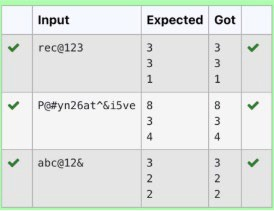 Input Expected Got
rec@123 3 3
3 3
1 1
P@#yn26at^&i5ve 8 8
3 3
4 4
abc@12& 3 3
2 2
2 2